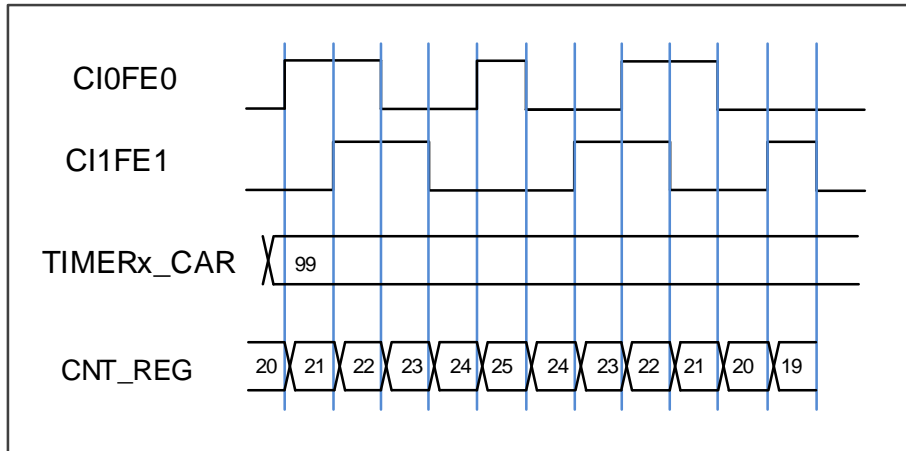 CI0FE0
CI1FE1
TIMERx_CAR 99
CNT_REG 20 21 22 23 24 25 24 23 22 21 20 19